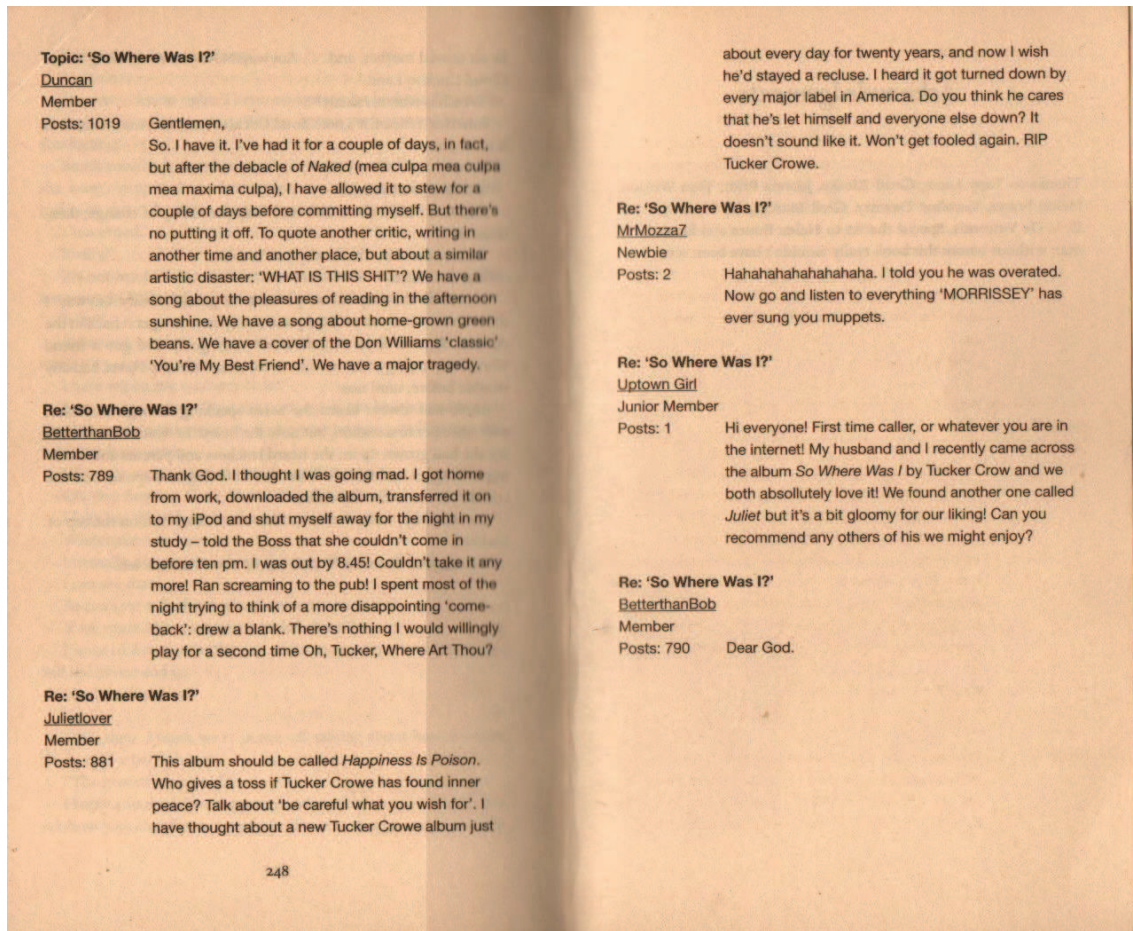 Topic: ‘So Where Was I?’
Duncan
Member
Posts: 1019 Gentlemen,
So. I have it. I’ve had it for a couple of days, in fact,
but after the debacle of Naked (mea culpa mea culpa
mea maxima culpa), I have allowed it to stew for a
couple of days before committing myself. But there’s
no putting it off. To quote another critic, writing in
another time and another place, but about a similar
artistic disaster: ‘WHAT IS THIS SHIT’? We have a
song about the pleasures of reading in the afternoon
sunshine. We have a song about home-grown green
beans. We have a cover of the Don Williams ‘classic’
‘You’re My Best Friend’. We have a major tragedy.
Re: ‘So Where Was I?’
BetterthanBob
Member
Posts: 789 Thank God. I thought I was going mad. I got home
from work, downloaded the album, transferred it on
to my iPod and shut myself away for the night in my
study – told the Boss that she couldn’t come in
before ten pm. I was out by 8.45! Couldn’t take it any
more! Ran screaming to the pub! I spent most of the
night trying to think of a more disappointing ‘come-
back’: drew a blank. There’s nothing I would willingly
play for a second time Oh, Tucker, Where Art Thou?
Re: ‘So Where Was I?’
Julietlover
Member
Posts: 881 This album should be called Happiness Is Poison.
Who gives a toss if Tucker Crowe has found inner
peace? Talk about ‘be careful what you wish for’. I
have thought about a new Tucker Crowe album just
248
about every day for twenty years, and now I wish
he’d stayed a recluse. I heard it got turned down by
every major label in America. Do you think he cares
that he’s let himself and everyone else down? It
doesn’t sound like it. Won’t get fooled again. RIP
Tucker Crowe.
Re: ‘So Where Was I?’
MrMozza7
Newbie
Posts: 2 Hahahahahahahahaha. I told you he was overated.
Now go and listen to everything ‘MORRISSEY’ has
ever sung you muppets.
Re: ‘So Where Was I?’
Uptown Girl
Junior Member
Posts: 1 Hi everyone! First time caller, or whatever you are in
the internet! My husband and I recently came across
the album So Where Was I by Tucker Crow and we
both absollutely love it! We found another one called
Juliet but it’s a bit gloomy for our liking! Can you
recommend any others of his we might enjoy?
Re: ‘So Where Was I?’
BetterthanBob
Member
Posts: 790 Dear God.